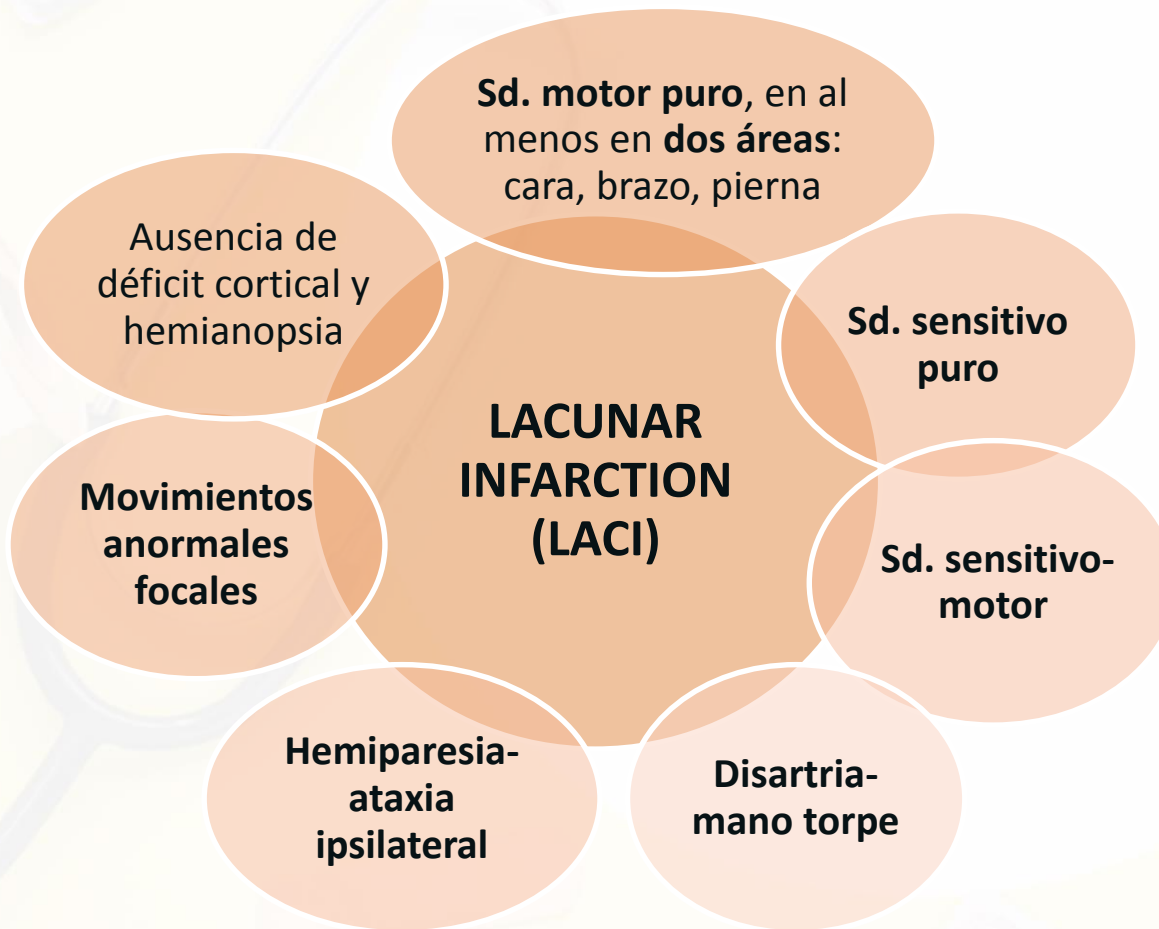 Sd. motor puro, en al
menos en dos áreas:
cara, brazo, pierna
Ausencia de
déficit cortical y
hemianopsia
Sd. sensitivo
puro
LACUNAR
INFARCTION
(LACI)
Movimientos
anormales
focales
Sd. sensitivo-
motor
Hemiparesia-
ataxia
ipsilateral
Disartria-
mano torpe